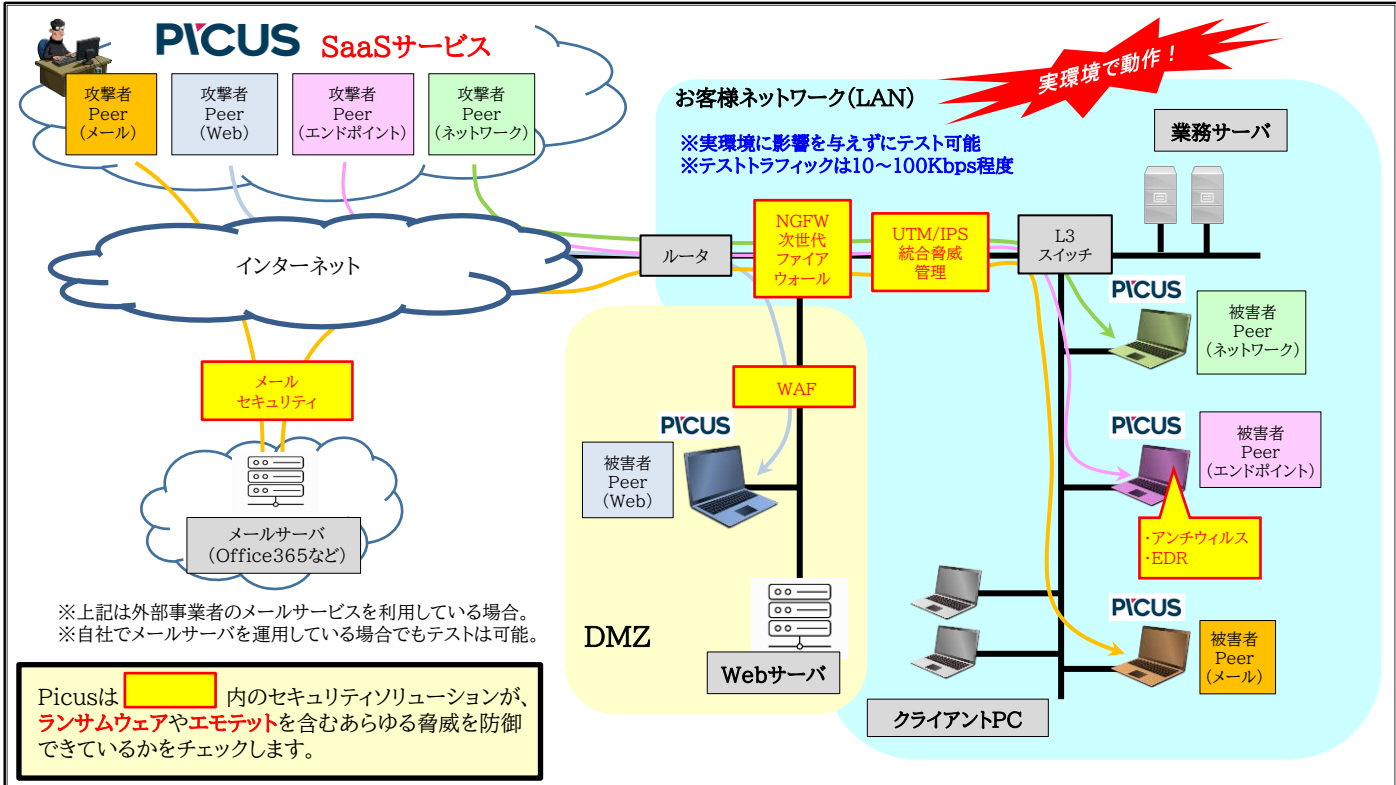 PICUS SaaSサービス
攻撃者
Peer
(メール)
攻撃者
Peer
(Web)
攻撃者
Peer
(エンドポイント)
攻撃者
Peer
(ネットワーク)
実環境で動作！
お客様ネットワーク(LAN)
※実環境に影響を与えずにテスト可能
※テストトラフィックは10～100Kbps程度
業務サーバ
インターネット
ルータ
NGFW
次世代
ファイア
ウォール
UTM/IPS
統合脅威
管理
L3
スイッチ
PICUS
被害者
Peer
(ネットワーク)
メール
セキュリティ
WAF
PICUS
被害者
Peer
(Web)
PICUS
被害者
Peer
(エンドポイント)
・アンチウィルス
・EDR
メールサーバ
(Office365など)
※上記は外部事業者のメールサービスを利用している場合。
※自社でメールサーバを運用している場合でもテストは可能。
DMZ
Webサーバ
PICUS
被害者
Peer
(メール)
クライアントPC
Picusは 内のセキュリティソリューションが、
ランサムウェアやエモテットを含むあらゆる脅威を防御
できているかをチェックします。